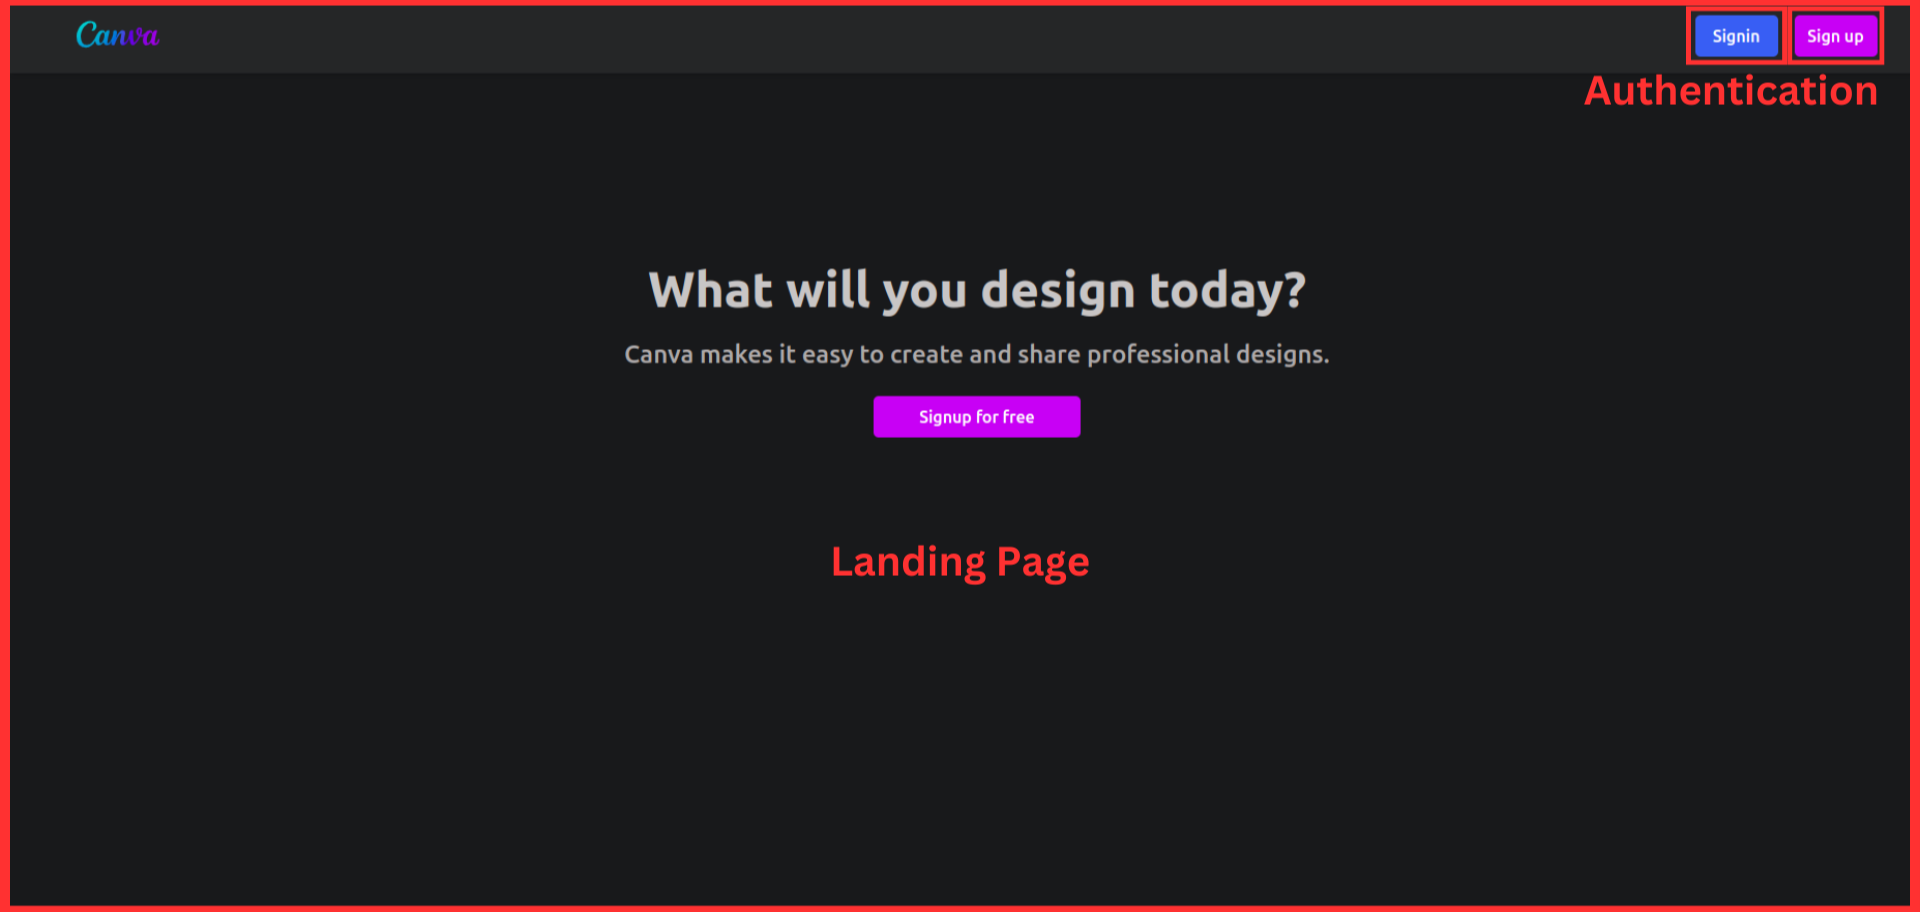 Canva
Signin
Sign up
Authentication
What will you design today?
Canva makes it easy to create and share professional designs.
Signup for free
Landing Page